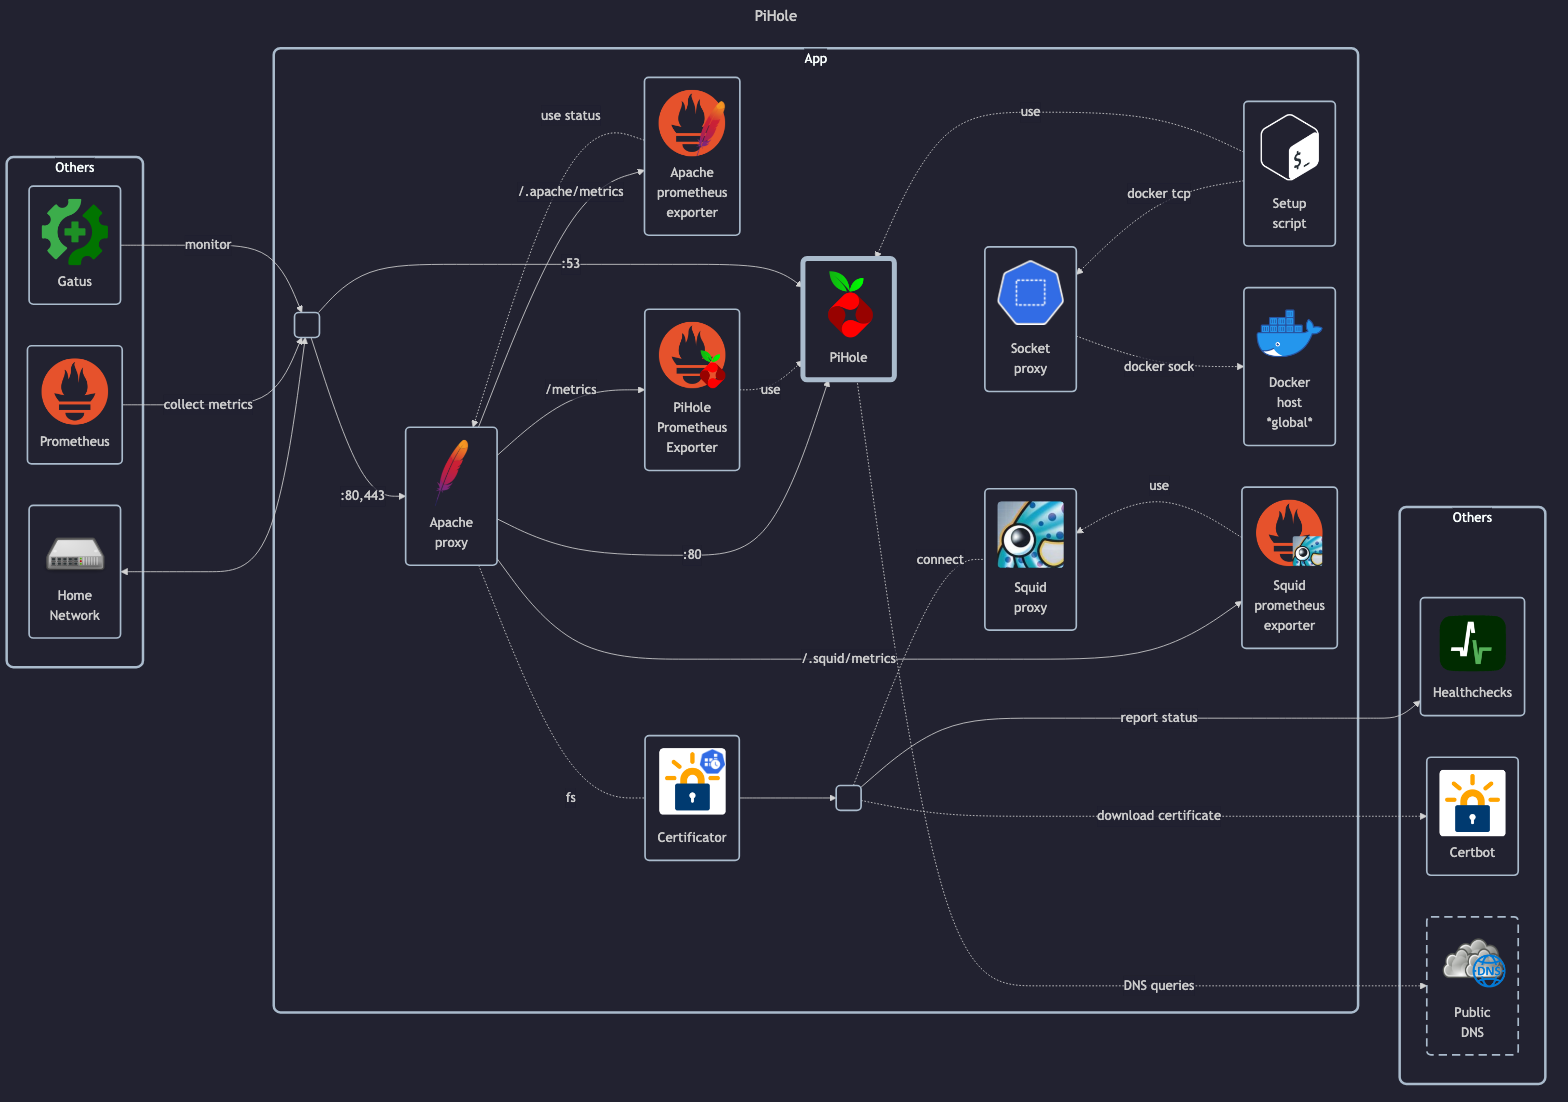 PiHole
App
Others
Gatus
Prometheus
Home
Network
monitor
collect metrics
:80,443
:53
use status
/.apache/metrics
Apache
prometheus
exporter
/metrics
PiHole
Prometheus
Exporter
use
PiHole
Apache
proxy
:80
/.squid/metrics
fs
Certificator
use
docker tcp
Setup
script
Socket
proxy
docker sock
Docker
host
*global*
connect
Squid
proxy
use
Squid
prometheus
exporter
report status
download certificate
DNS queries
Others
Healthchecks
Certbot
DNS
Public
DNS
$_